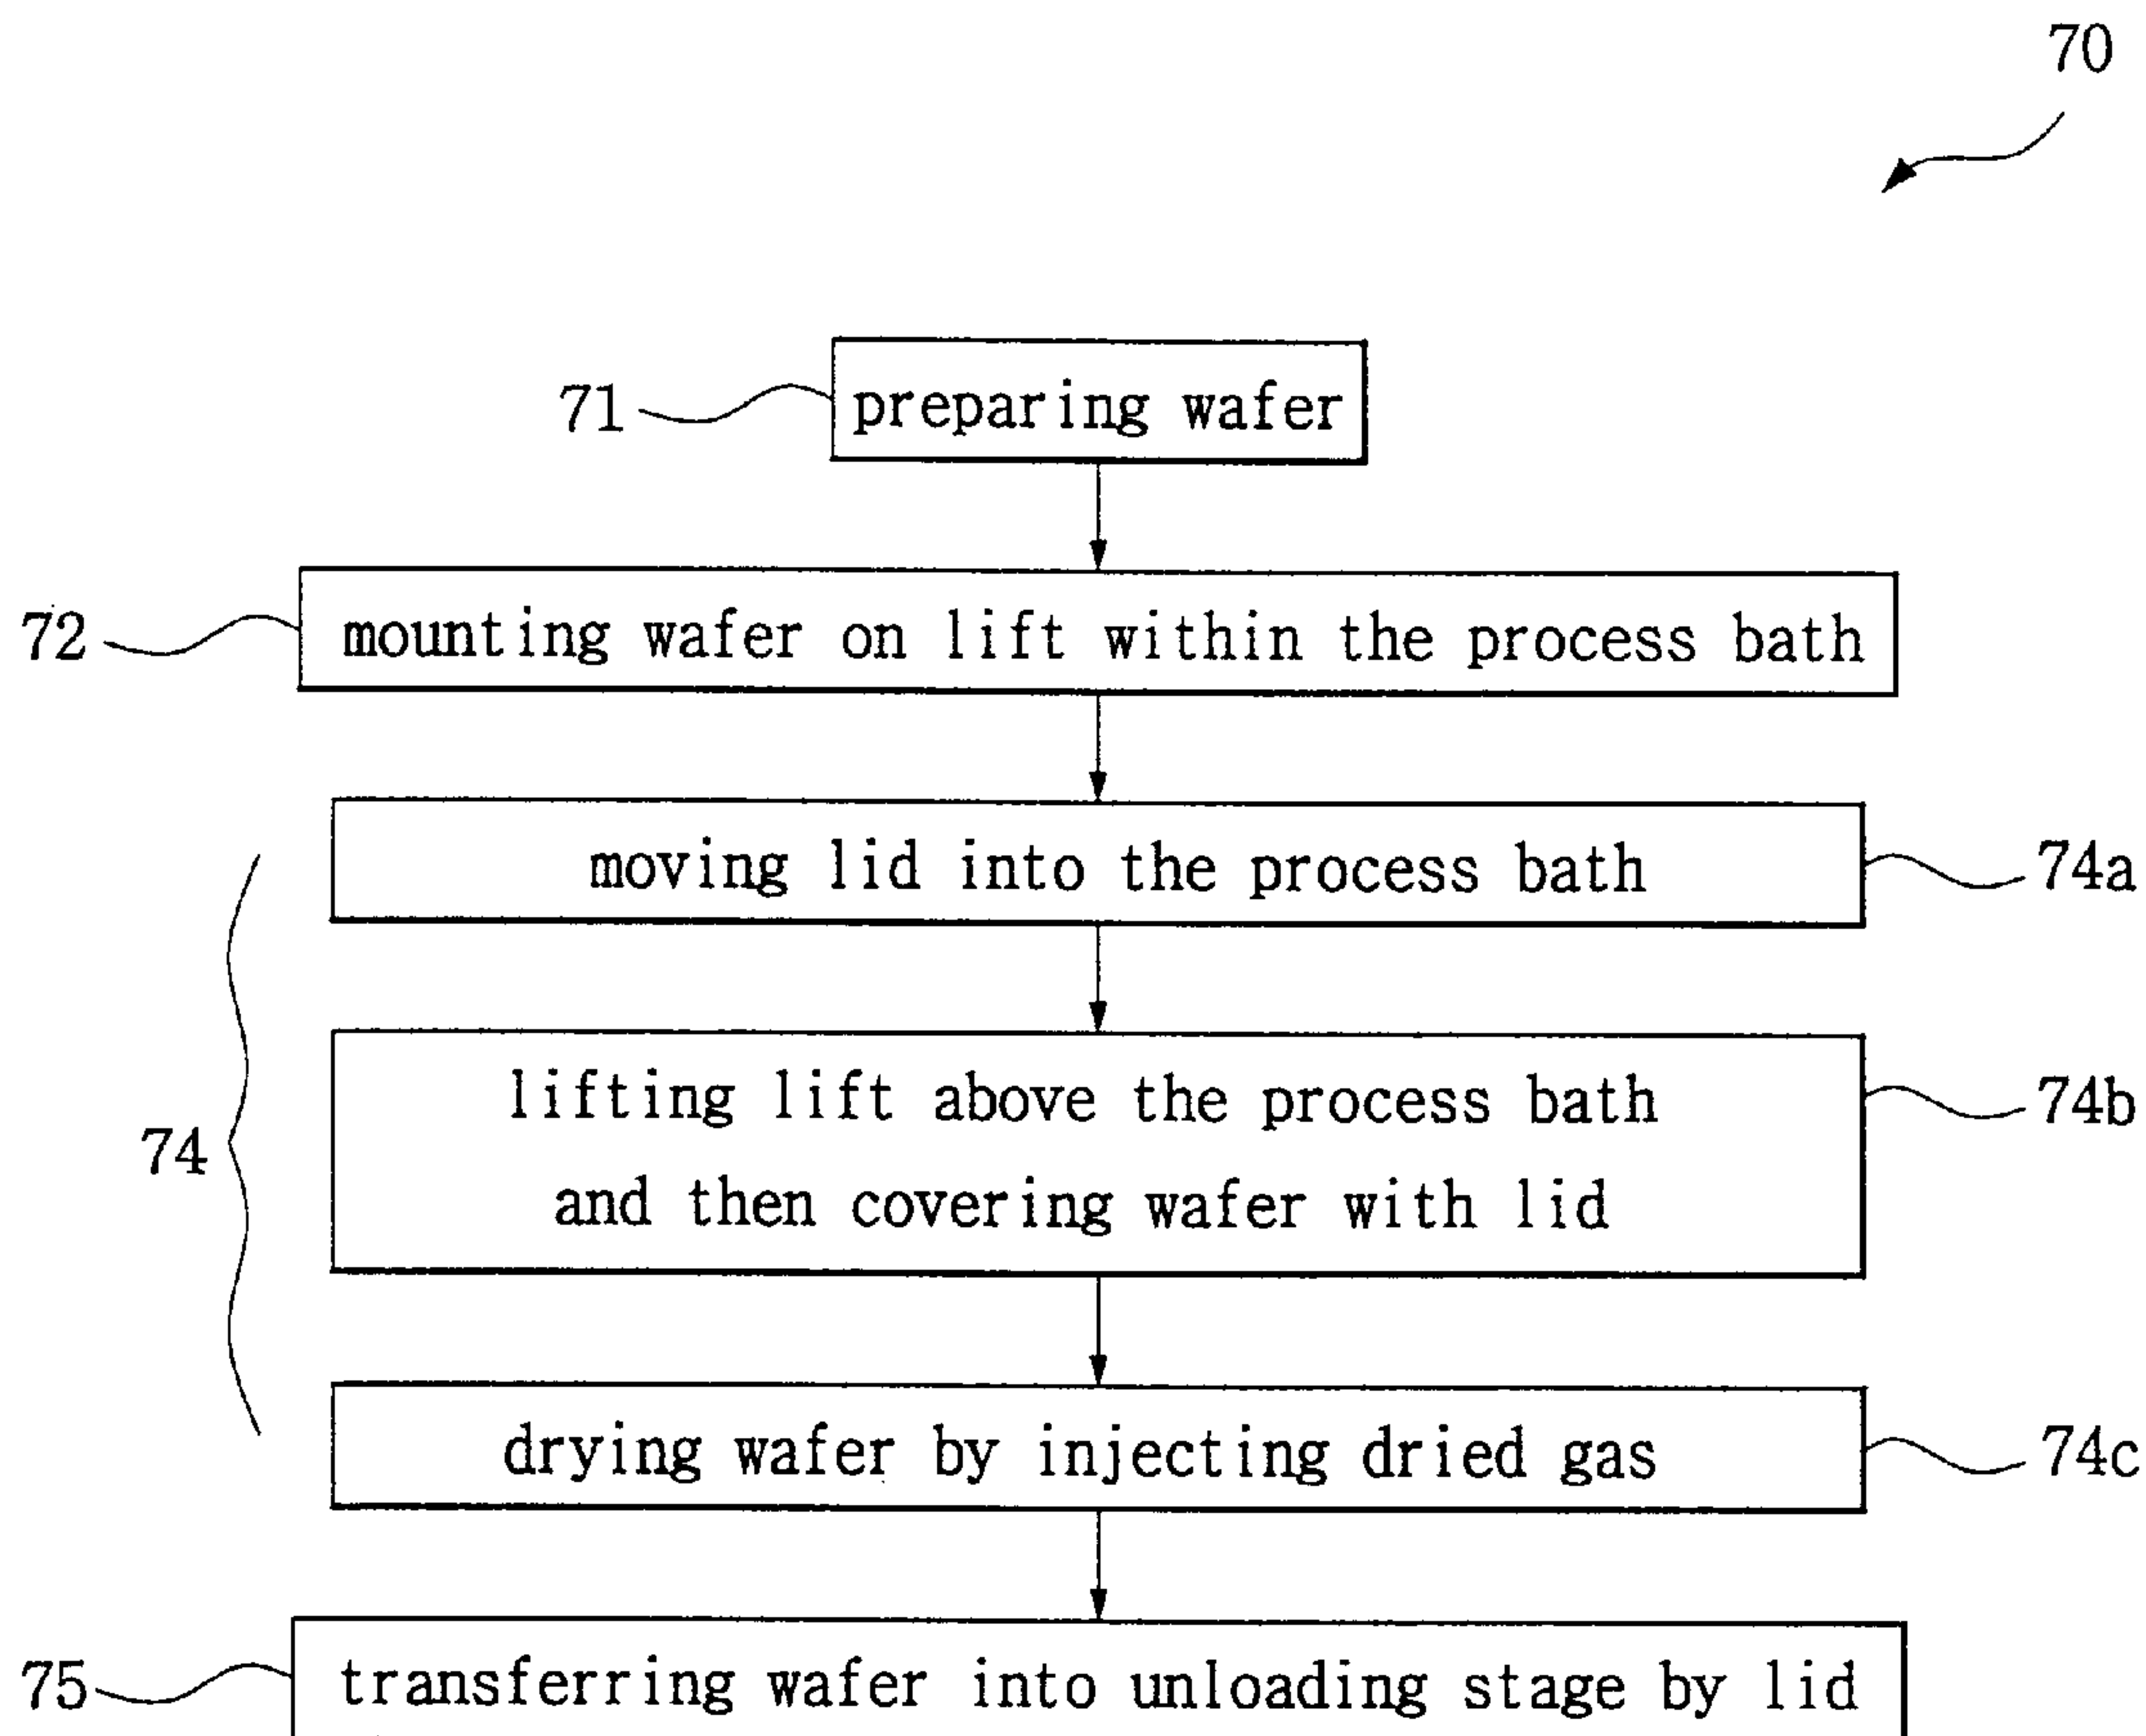 70
71 preparing wafer
72 mounting wafer on lift within the process bath
moving lid into the process bath 74a
lifting lift above the process bath 74b
74
and then covering wafer with lid
drying wafer by injecting dried gas 74c
75 transferring wafer into unloading stage by lid